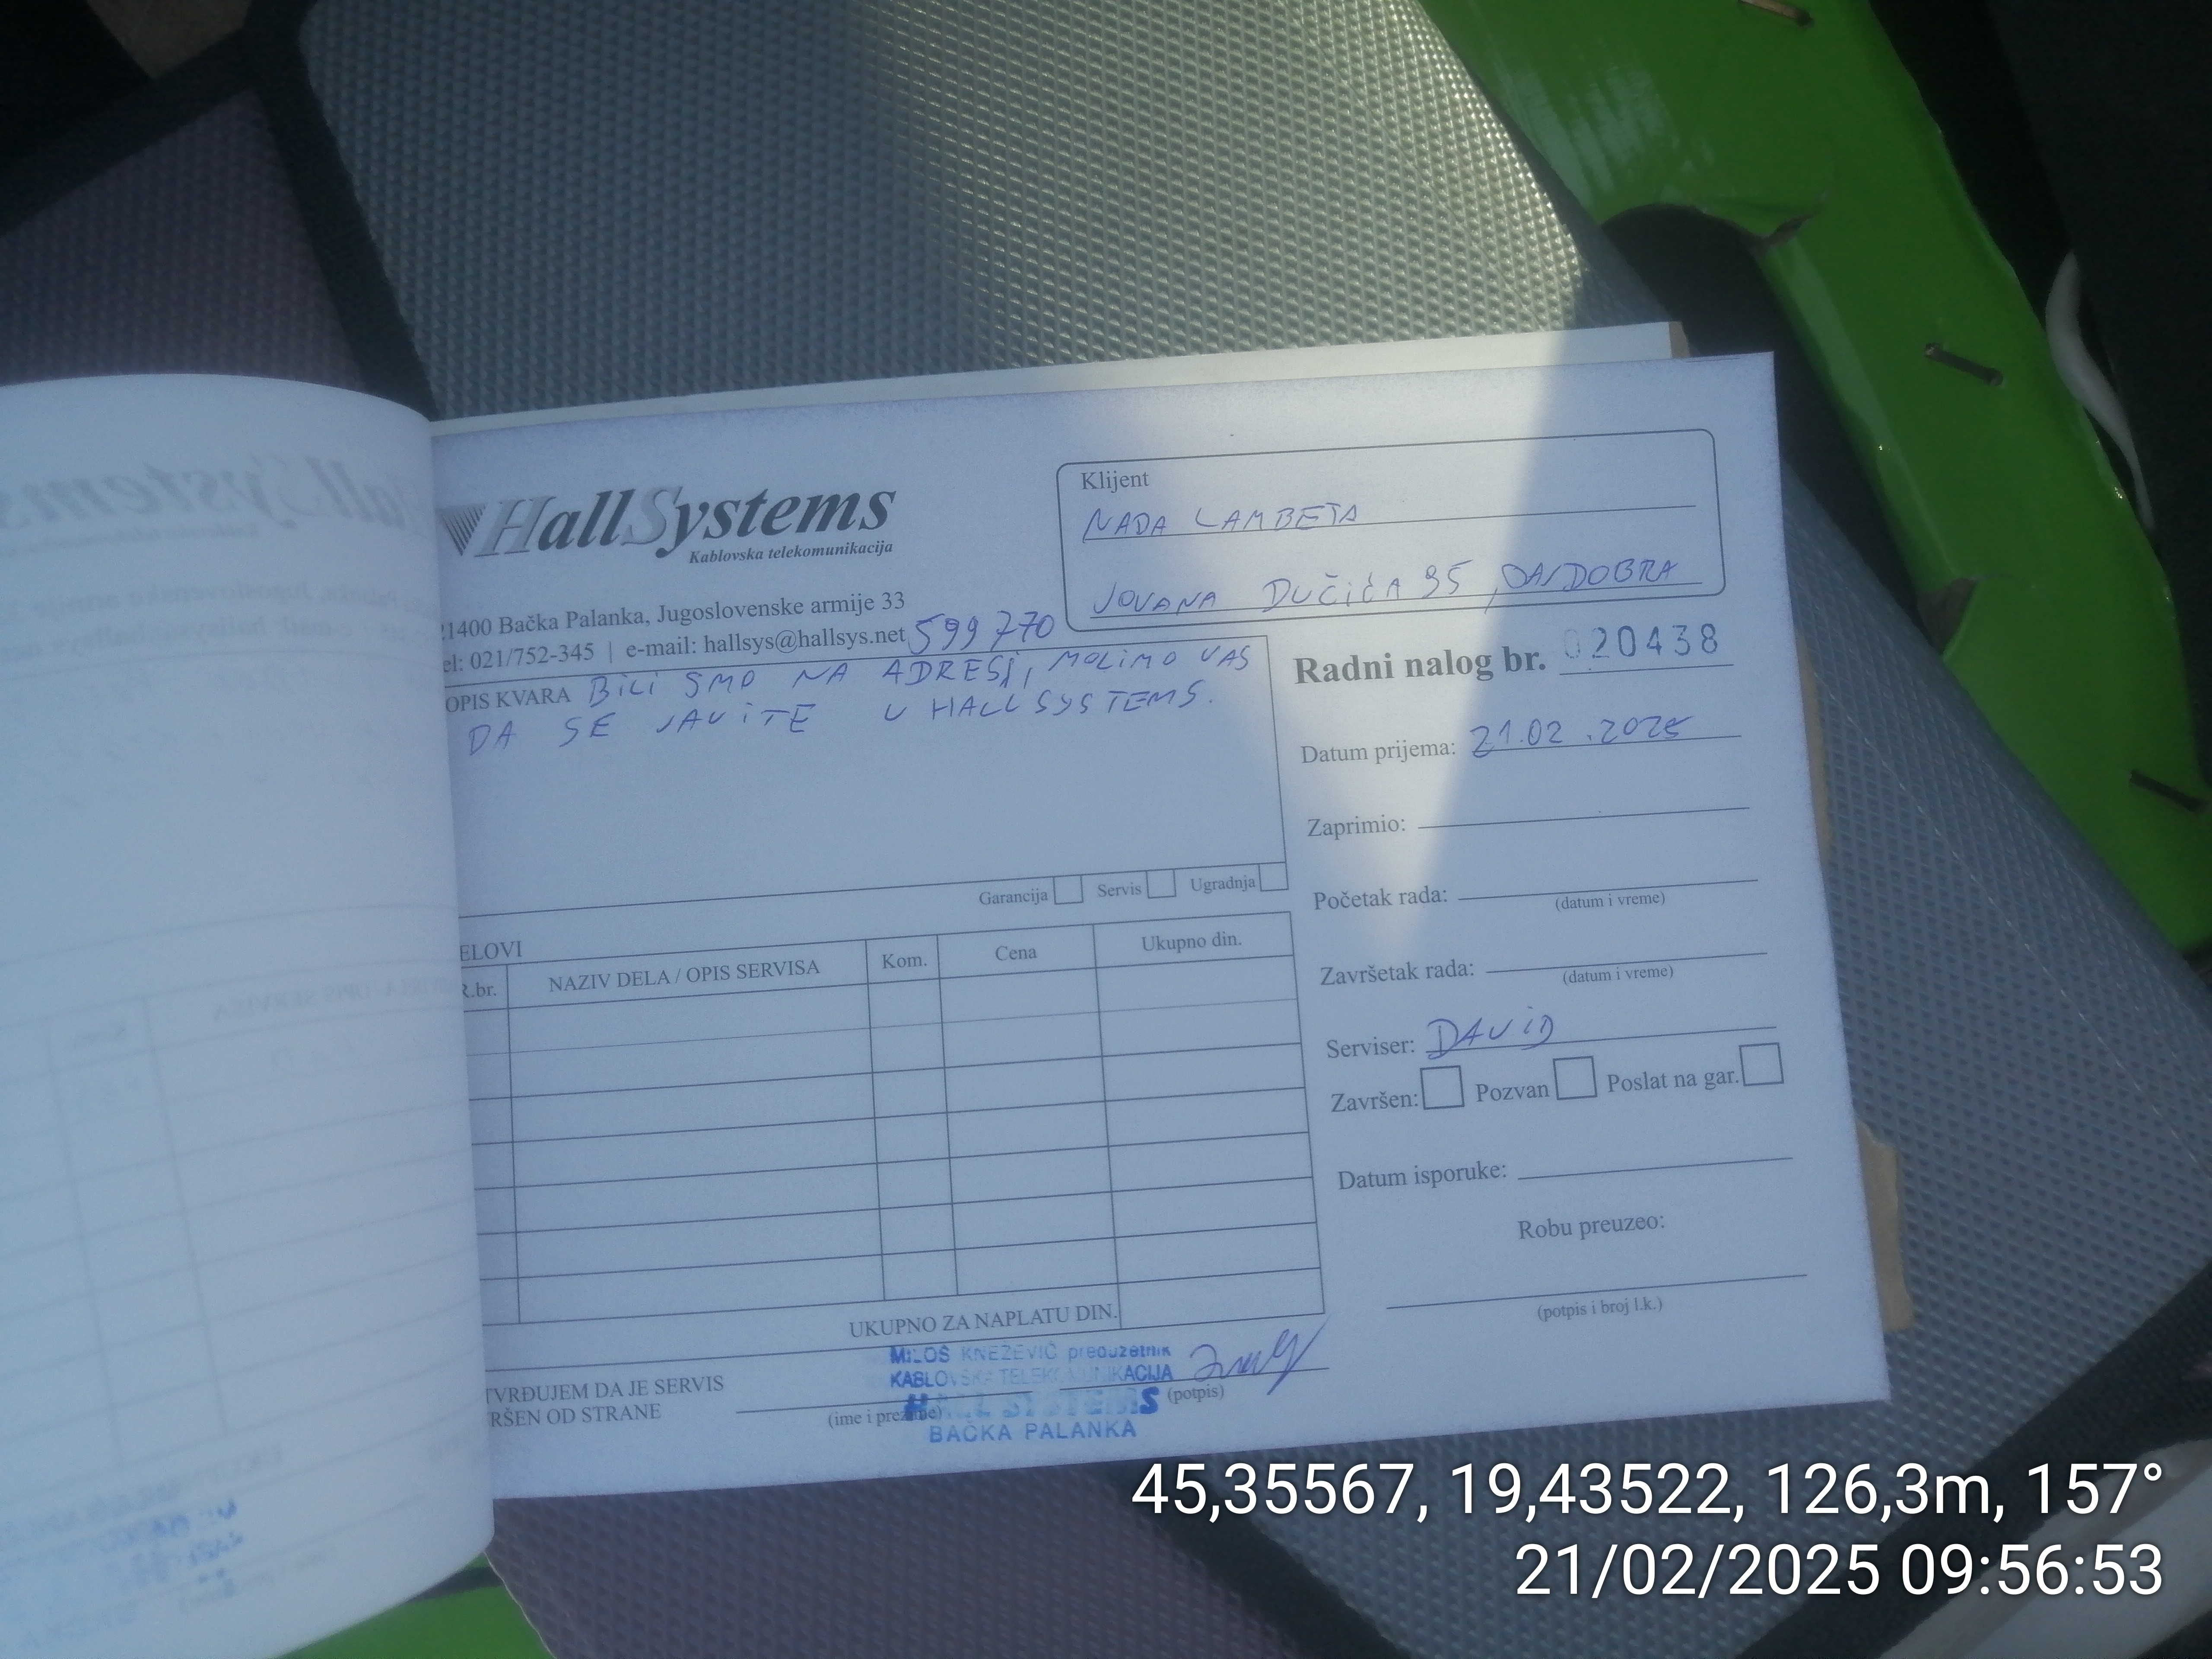 HallSystems
Kablovska telekomunikacija
21400 Bačka Palanka, Jugoslovenske armije 33
el: 021/752-345 | e-mail: hallsys@hallsys.net
599 770
Klijent
NADA LAMBETA
JOVANA DUČIĆA 95, GAJDOBRA
OPIS KVARA BILI SMO NA ADRESI, MOLIMO VAS
DA SE JAVITE U HALLSYSTEMS.
Garancija Servis Ugradnja
ELOVI
R.br. NAZIV DELA / OPIS SERVISA Kom. Cena Ukupno din.
UKUPNO ZA NAPLATU DIN.
TVRĐUJEM DA JE SERVIS
RŠEN OD STRANE
(ime i prezime)
(potpis)
MILOŠ KNEŽEVIĆ preduzetnik
KABLOVSKA TELEKOMUNIKACIJA
HALL SYSTEMS
BAČKA PALANKA
Radni nalog br. 020438
Datum prijema: 21.02.2025
Zaprimio:
Početak rada:
(datum i vreme)
Završetak rada:
(datum i vreme)
Serviser: DAVID
Završen: Pozvan Poslat na gar.
Datum isporuke:
Robu preuzeo:
(potpis i broj l.k.)
45,35567, 19,43522, 126,3m, 157°
21/02/2025 09:56:53